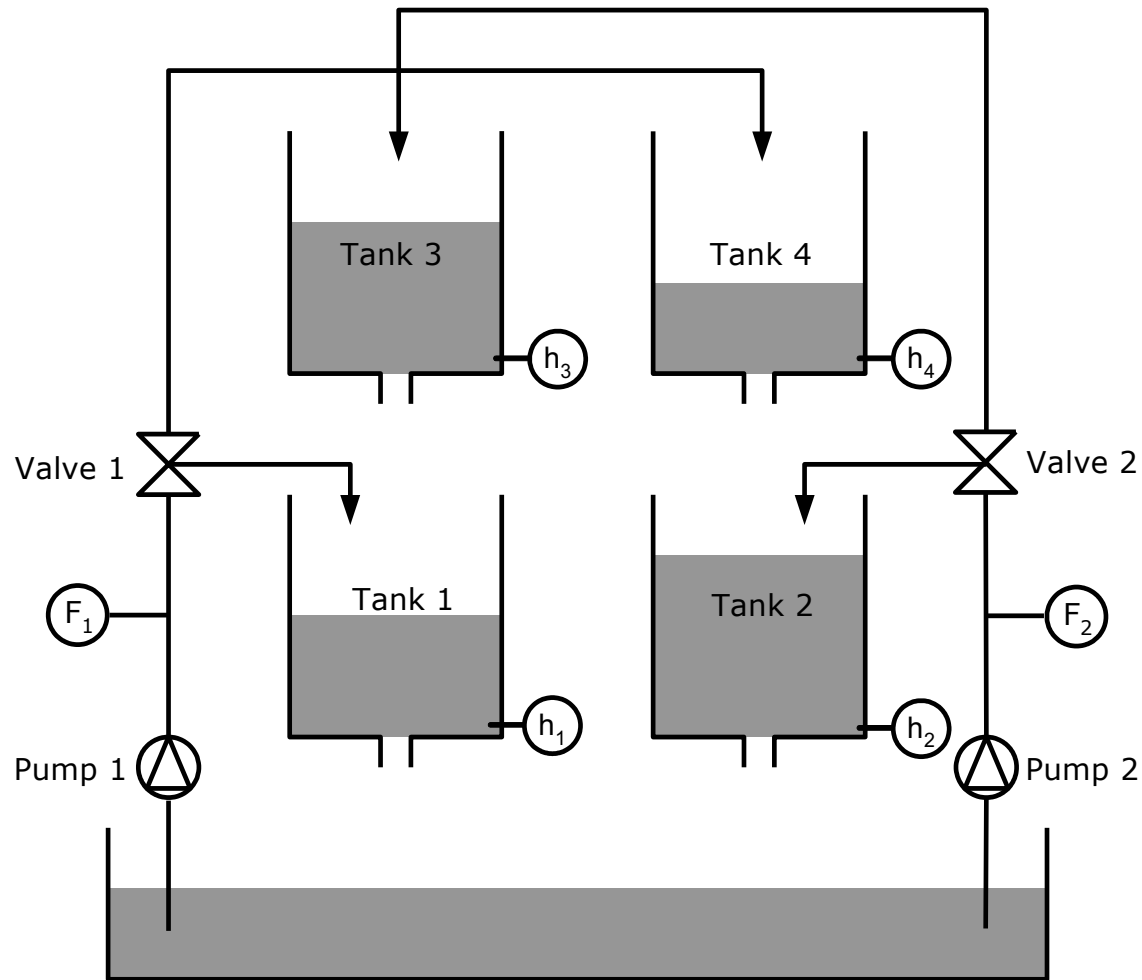 Tank 3
Tank 4
h3
h4
Valve 1
Valve 2
Tank 1
Tank 2
F1
F2
h1
h2
Pump 1
Pump 2